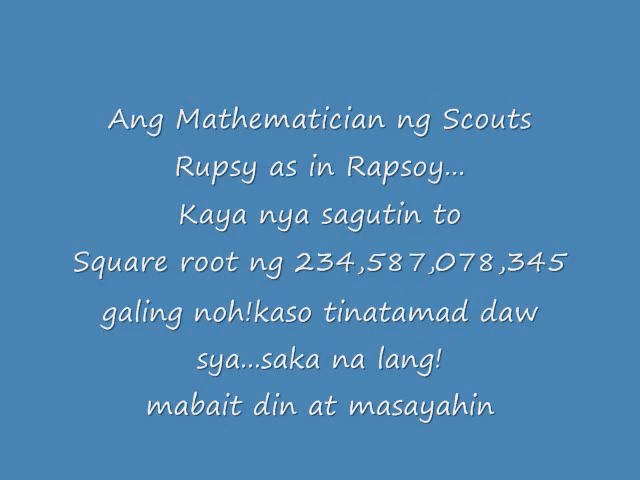 Ang Mathematician ng Scouts
Rupsy as in Rapsoy...
Kaya nya sagutin to
Square root ng 234,587,078,345
galing noh!kaso tinatamad daw
sya...saka na lang!
mabait din at masayahin